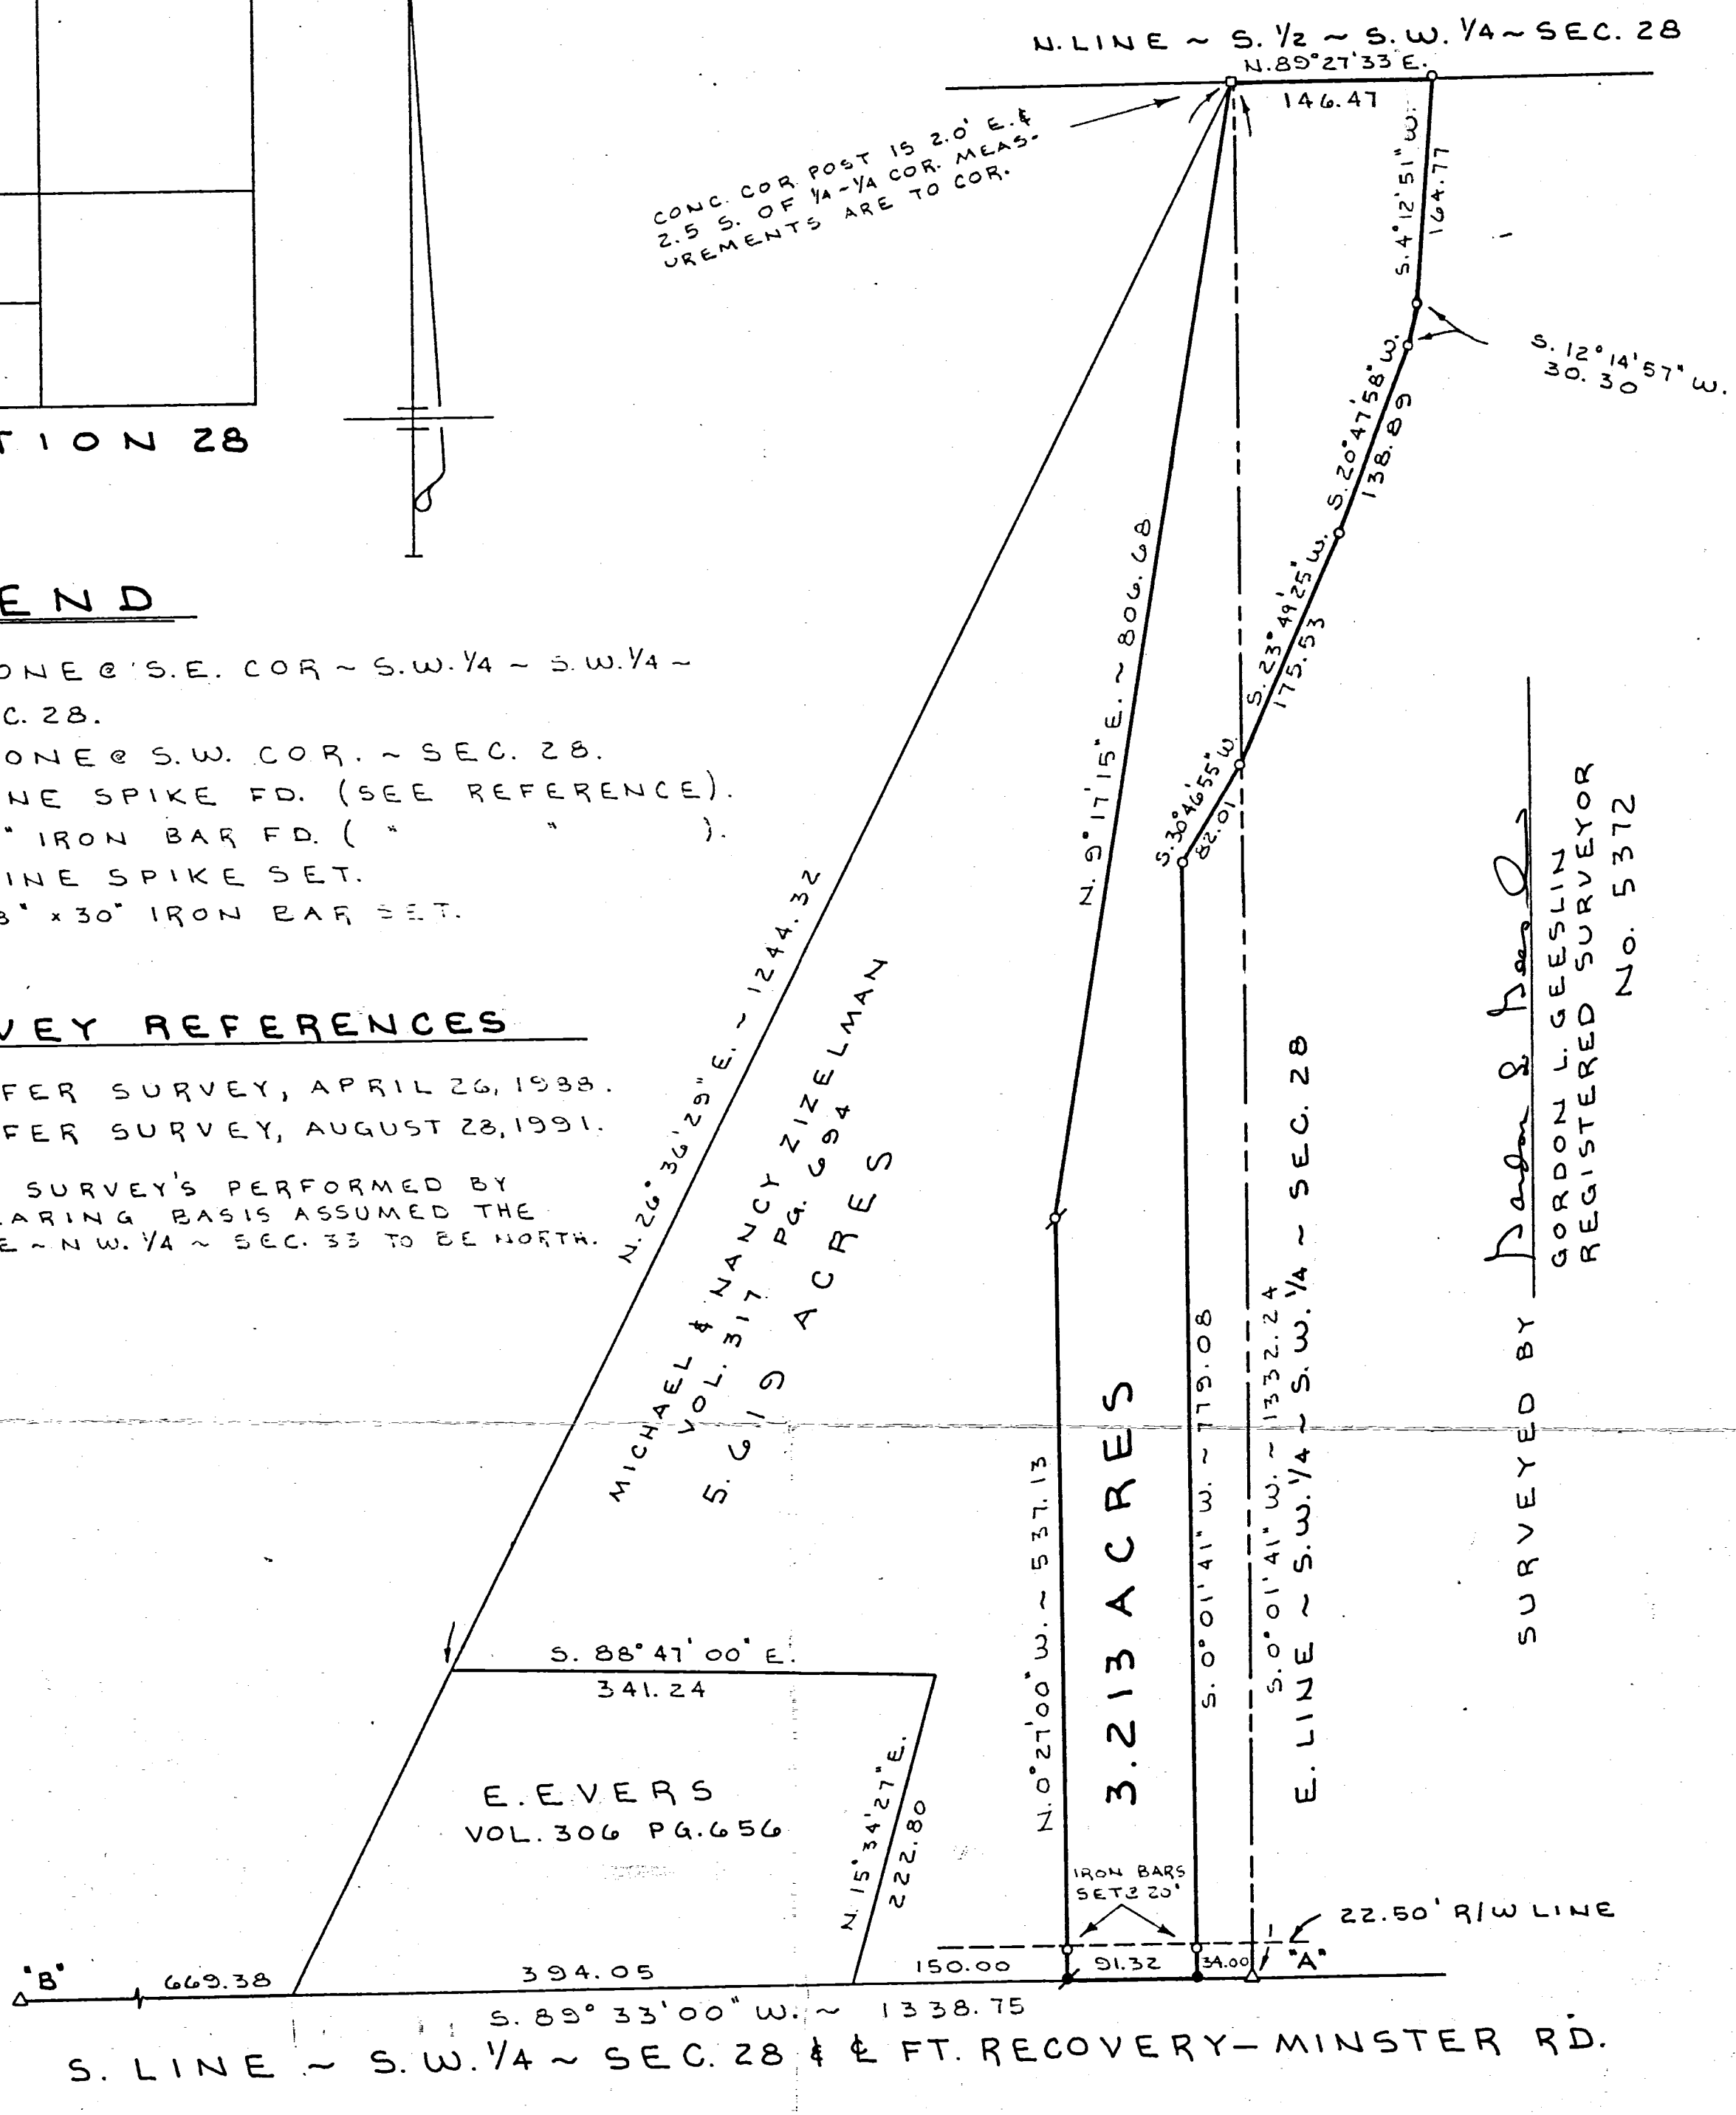 N. LINE ~ S. 1/2 ~ S.W. 1/4 ~ SEC. 28
N. 89° 27' 33 E.
146.47
CONC. COR. POST IS 2.0' E. &
2.5 S. OF 1/4-1/4 COR. MEAS-
UREMENTS ARE TO COR.
S. 4° 12' 51" W.
164.77
S. 12° 14' 57" W.
30.30
S. 20° 47' 58" W.
138.89
S. 23° 49' 25" W.
175.53
S. 30° 46' 55" W.
82.01
N. 9° 17' 15" E. ~ 806.68
N. 26° 36' 29" E. ~ 1244.32
TION 28
END
ONE @ S.E. COR ~ S.W. 1/4 ~ S.W. 1/4 ~
C. 28.
ONE @ S.W. COR. ~ SEC. 28.
NE SPIKE FD. (SEE REFERENCE).
" IRON BAR FD. ( " " ).
INE SPIKE SET.
" x 30" IRON BAR SET.
VEY REFERENCES
FER SURVEY, APRIL 26,
FER SURVEY, AUGUST 28, 1991.
SURVEY'S PERFORMED BY
ARING BASIS ASSUMED THE
E ~ N W. 1/4 ~ SEC. 33 TO BE NORTH.
MICHAEL & NANCY ZIZELMAN
VOL. 317 PG. 694
5.619 ACRES
N. 0° 27' 00" W. ~ 537.13
3.213 ACRES
S. 0° 01' 41" W. ~ 779.08
S. 0° 01' 41" W. ~ 1332.24
E. LINE ~ S.W. 1/4 ~ S.W. 1/4 ~ SEC. 28
SURVEYED BY
GORDON L. GEESLIN
REGISTERED SURVEYOR
No. 5372
S. 88° 47' 00" E.
341.24
E. EVERS
VOL. 306 PG. 656
N. 15° 34' 27" E.
222.80
IRON BARS
SET @ 20'
22.50' R/W LINE
"B"
669.38
394.05
150.00
91.32
34.00
"A"
S. 89° 33' 00" W. ~ 1338.75
S. LINE ~ S.W. 1/4 ~ SEC. 28 & ℄ FT. RECOVERY-MINSTER RD.